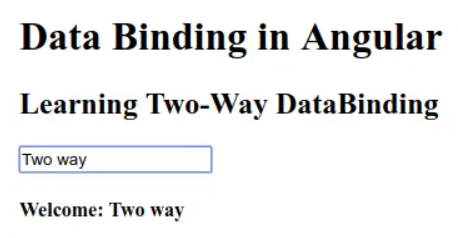 Data Binding in Angular
Learning Two-Way DataBinding
Two way
Welcome: Two way